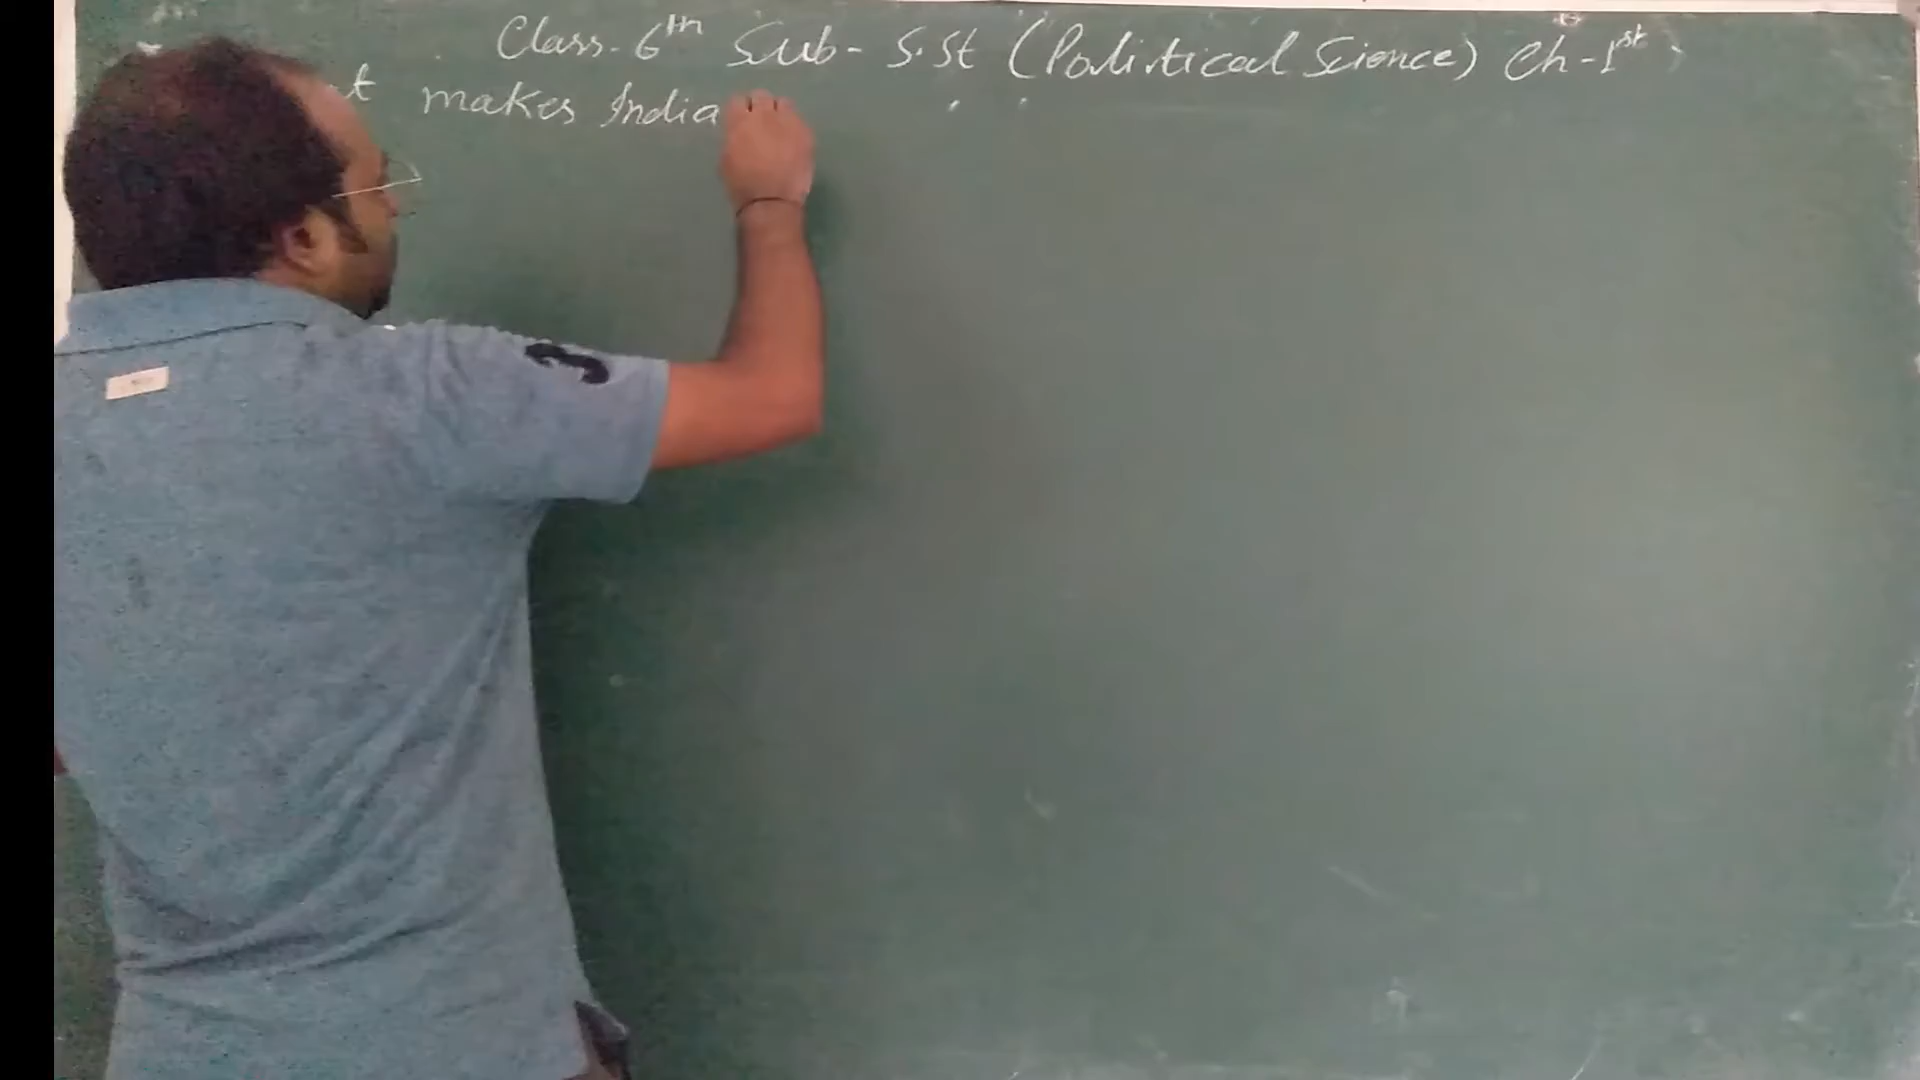 Class-6th Sub- S.St (Political Science) Ch-1st
makes India